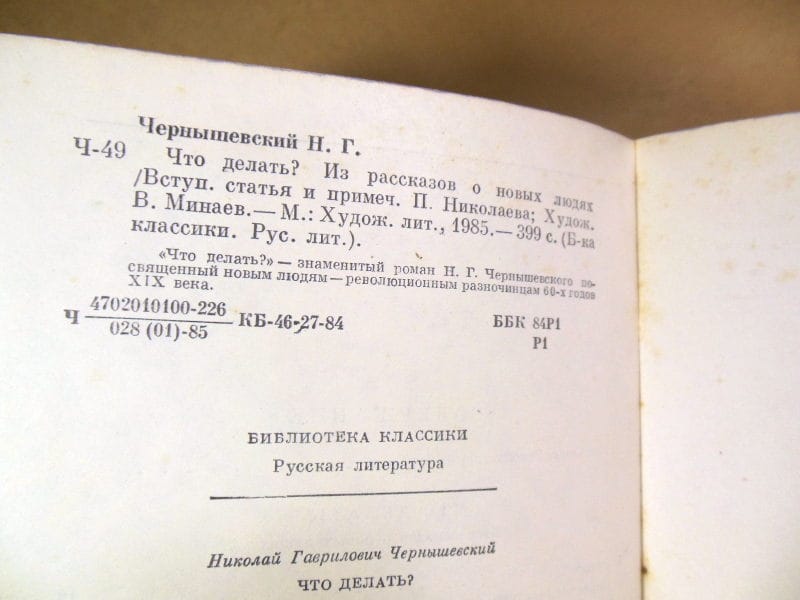 Чернышевский Н. Г.
Ч-49 Что делать? Из рассказов о новых людях
/Вступ. статья и примеч. П. Николаева; Худож.
В. Минаев.— М.: Худож. лит., 1985.— 399 с. (Б-ка
классики. Рус. лит.).
«Что делать?» — знаменитый роман Н. Г. Чернышевского по-
священный новым людям — революционным разночинцам 60-х годов
XIX века.
Ч 4702010100-226
028 (01)-85 КБ-46-27-84
ББК 84Р1
Р1
БИБЛИОТЕКА КЛАССИКИ
Русская литература
Николай Гаврилович Чернышевский
ЧТО ДЕЛАТЬ?